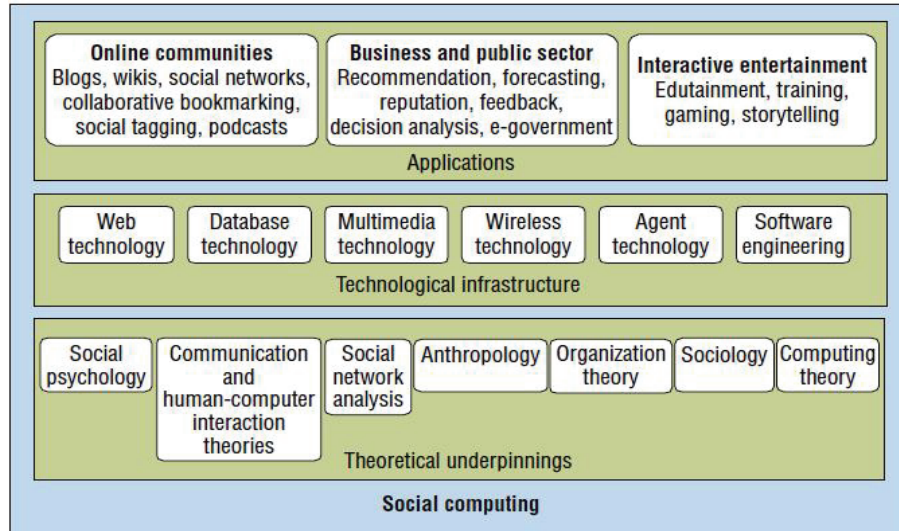 Online communities
Blogs, wikis, social networks,
collaborative bookmarking,
social tagging, podcasts
Business and public sector
Recommendation, forecasting,
reputation, feedback,
decision analysis, e-government
Interactive entertainment
Edutainment, training,
gaming, storytelling
Applications
Web
technology
Database
technology
Multimedia
technology
Wireless
technology
Agent
technology
Software
engineering
Technological infrastructure
Social
psychology
Communication
and
human-computer
interaction
theories
Social
network
analysis
Anthropology
Organization
theory
Sociology
Computing
theory
Theoretical underpinnings
Social computing